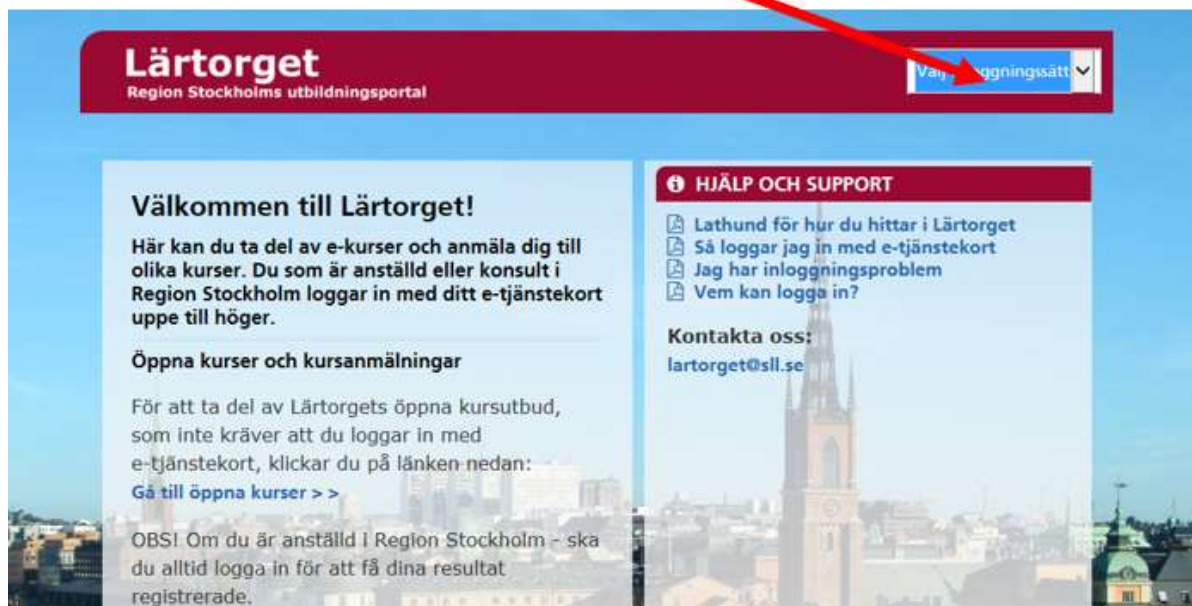 Lärtorget
Region Stockholms utbildningsportal
Välj inloggningssätt
Välkommen till Lärtorget!
Här kan du ta del av e-kurser och anmäla dig till
olika kurser. Du som är anställd eller konsult i
Region Stockholm loggar in med ditt e-tjänstekort
uppe till höger.
Öppna kurser och kursanmälningar
För att ta del av Lärtorgets öppna kursutbud,
som inte kräver att du loggar in med
e-tjänstekort, klickar du på länken nedan:
Gå till öppna kurser > >
OBS! Om du är anställd i Region Stockholm - ska
du alltid logga in för att få dina resultat
registrerade.
HJÄLP OCH SUPPORT
Lathund för hur du hittar i Lärtorget
Så loggar jag in med e-tjänstekort
Jag har inloggningsproblem
Vem kan logga in?
Kontakta oss:
lartorget@sll.se